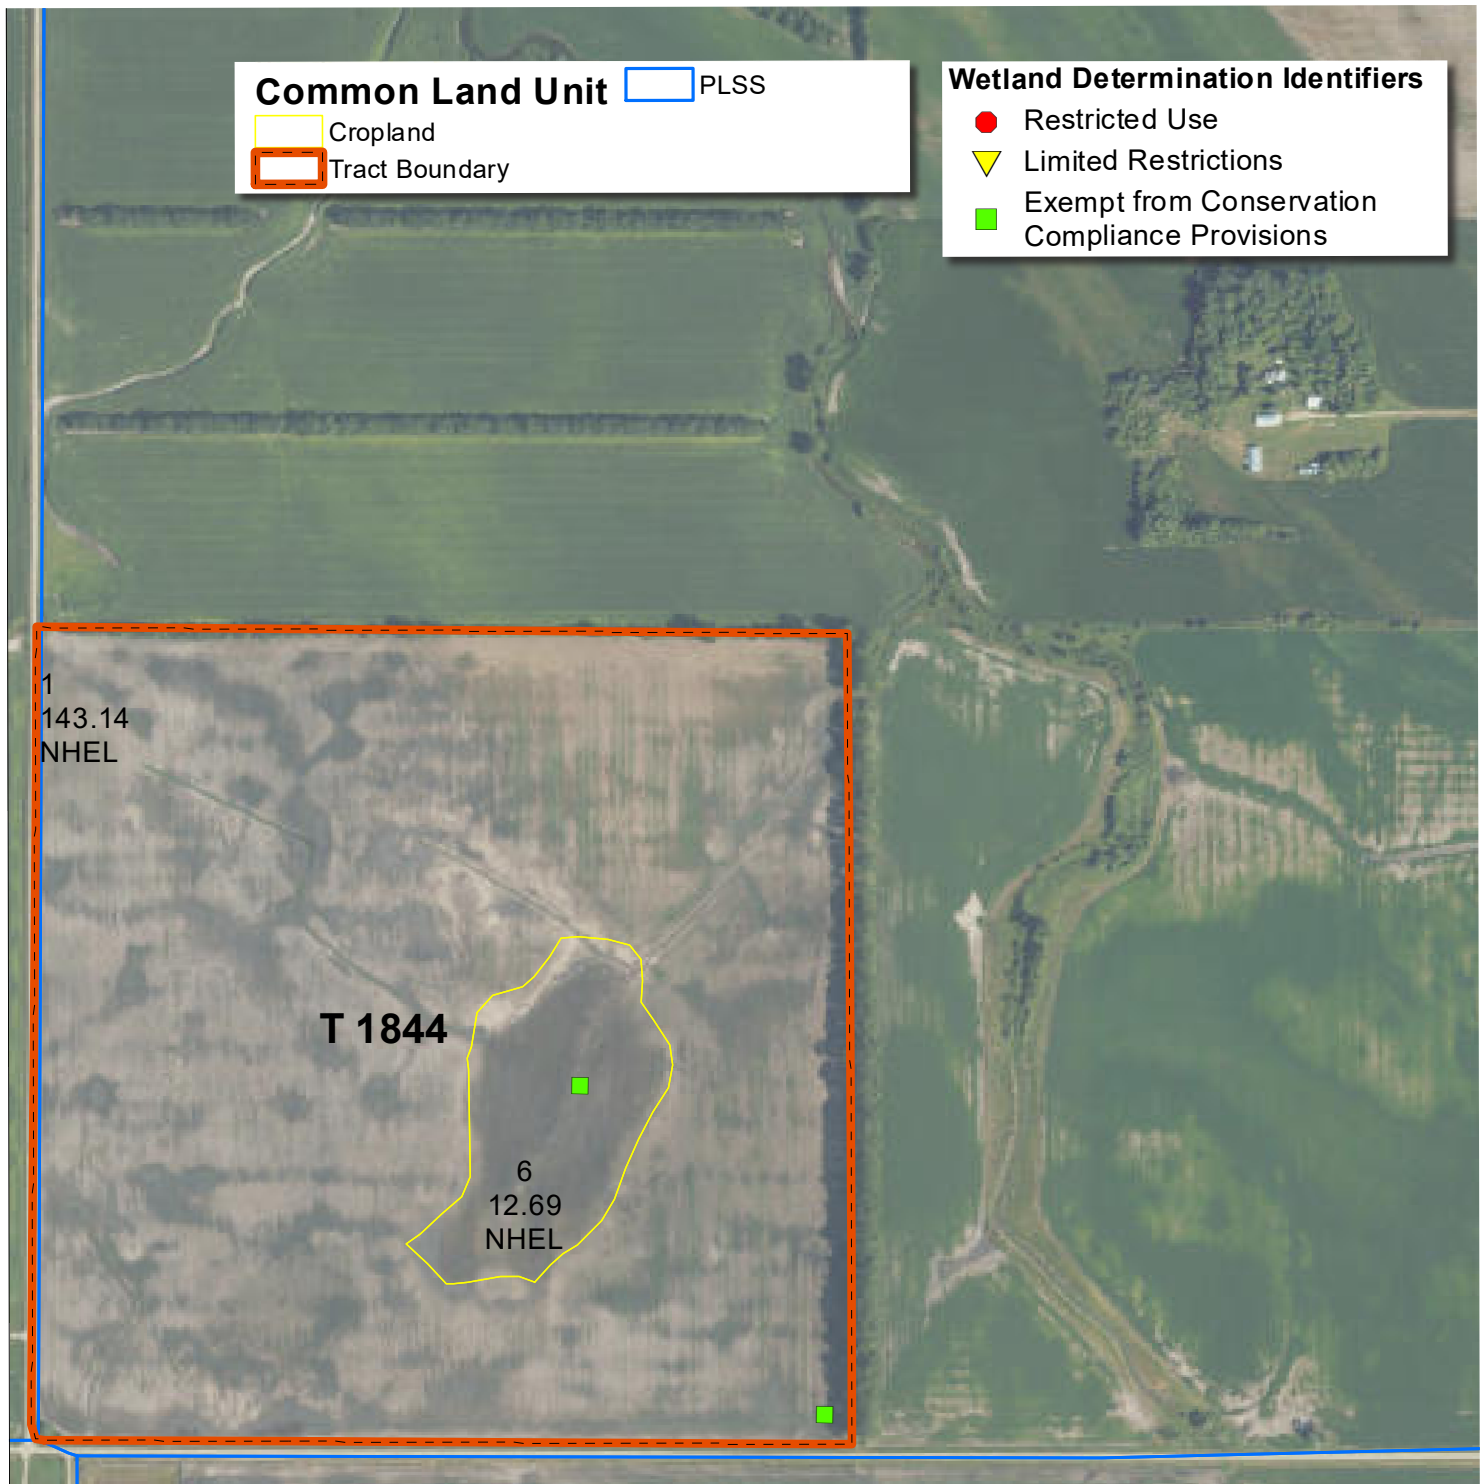 Common Land Unit
PLSS
Cropland
Tract Boundary
Wetland Determination Identifiers
Restricted Use
Limited Restrictions
Exempt from Conservation
Compliance Provisions
1
143.14
NHEL
T 1844
6
12.69
NHEL